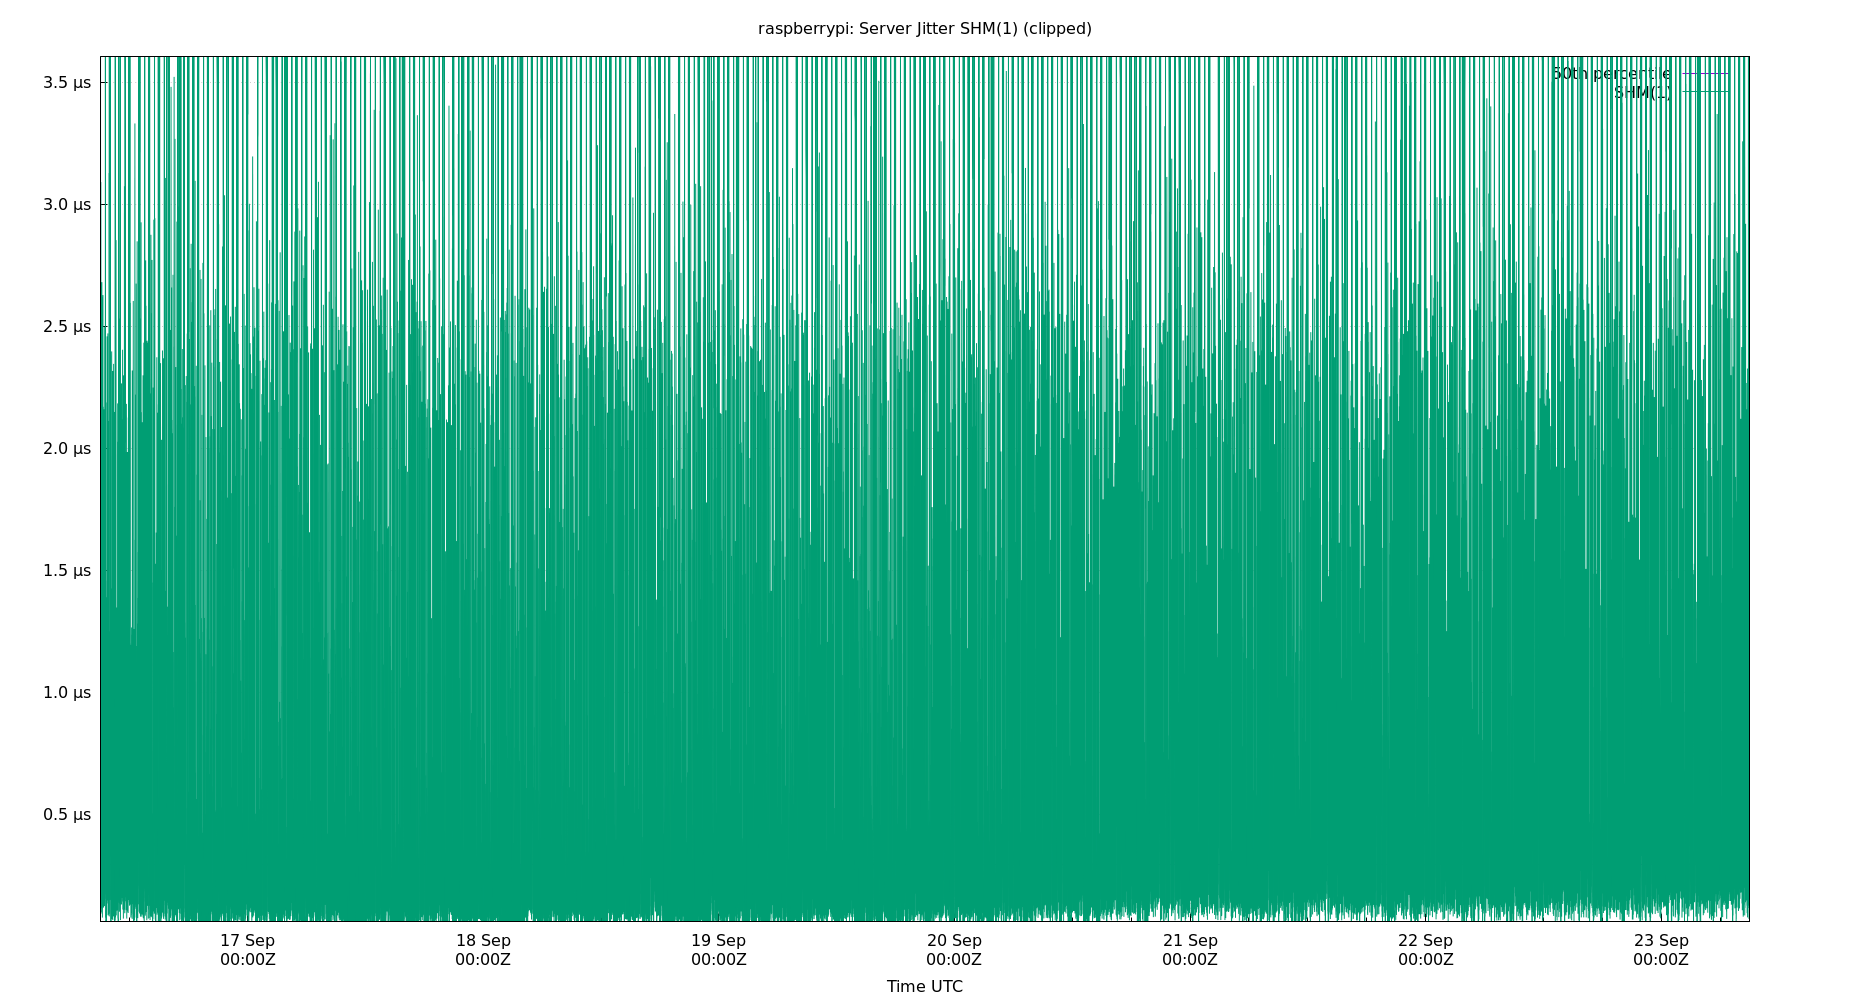 raspberrypi: Server Jitter SHM(1) (clipped)
50th percentile
SHM(1)
3.5 µs
3.0 µs
2.5 µs
2.0 µs
1.5 µs
1.0 µs
0.5 µs
17 Sep
00:00Z
18 Sep
00:00Z
19 Sep
00:00Z
20 Sep
00:00Z
21 Sep
00:00Z
22 Sep
00:00Z
23 Sep
00:00Z
Time UTC